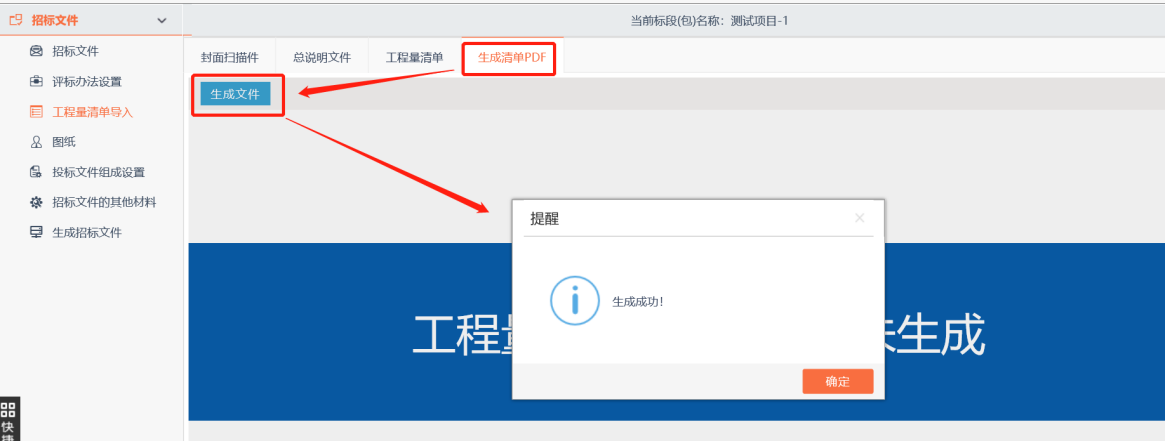 招标文件
当前标段(包)名称：测试项目-1
招标文件
评标办法设置
工程量清单导入
图纸
投标文件组成设置
招标文件的其他材料
生成招标文件
封面扫描件 总说明文件 工程量清单 生成清单PDF
生成文件
提醒
生成成功!
确定
工程 生成
快